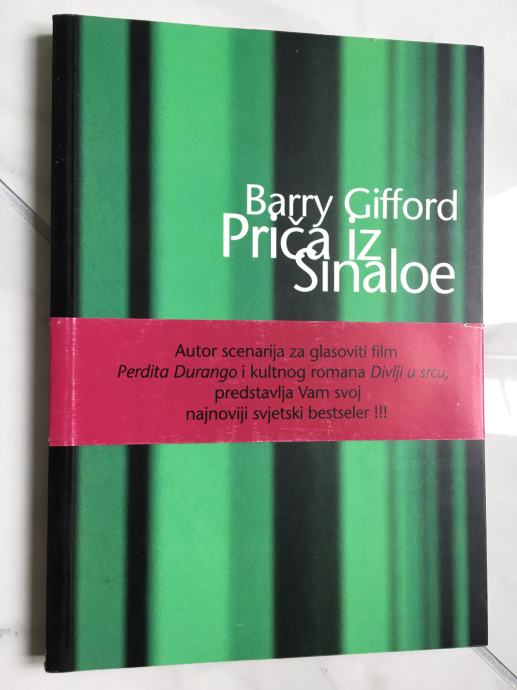 Barry Gifford
Priča iz
Sinaloe
Autor scenarija za glasoviti film
Perdita Durango i kultnog romana Divlji u srcu,
predstavlja Vam svoj
najnoviji svjetski bestseler !!!